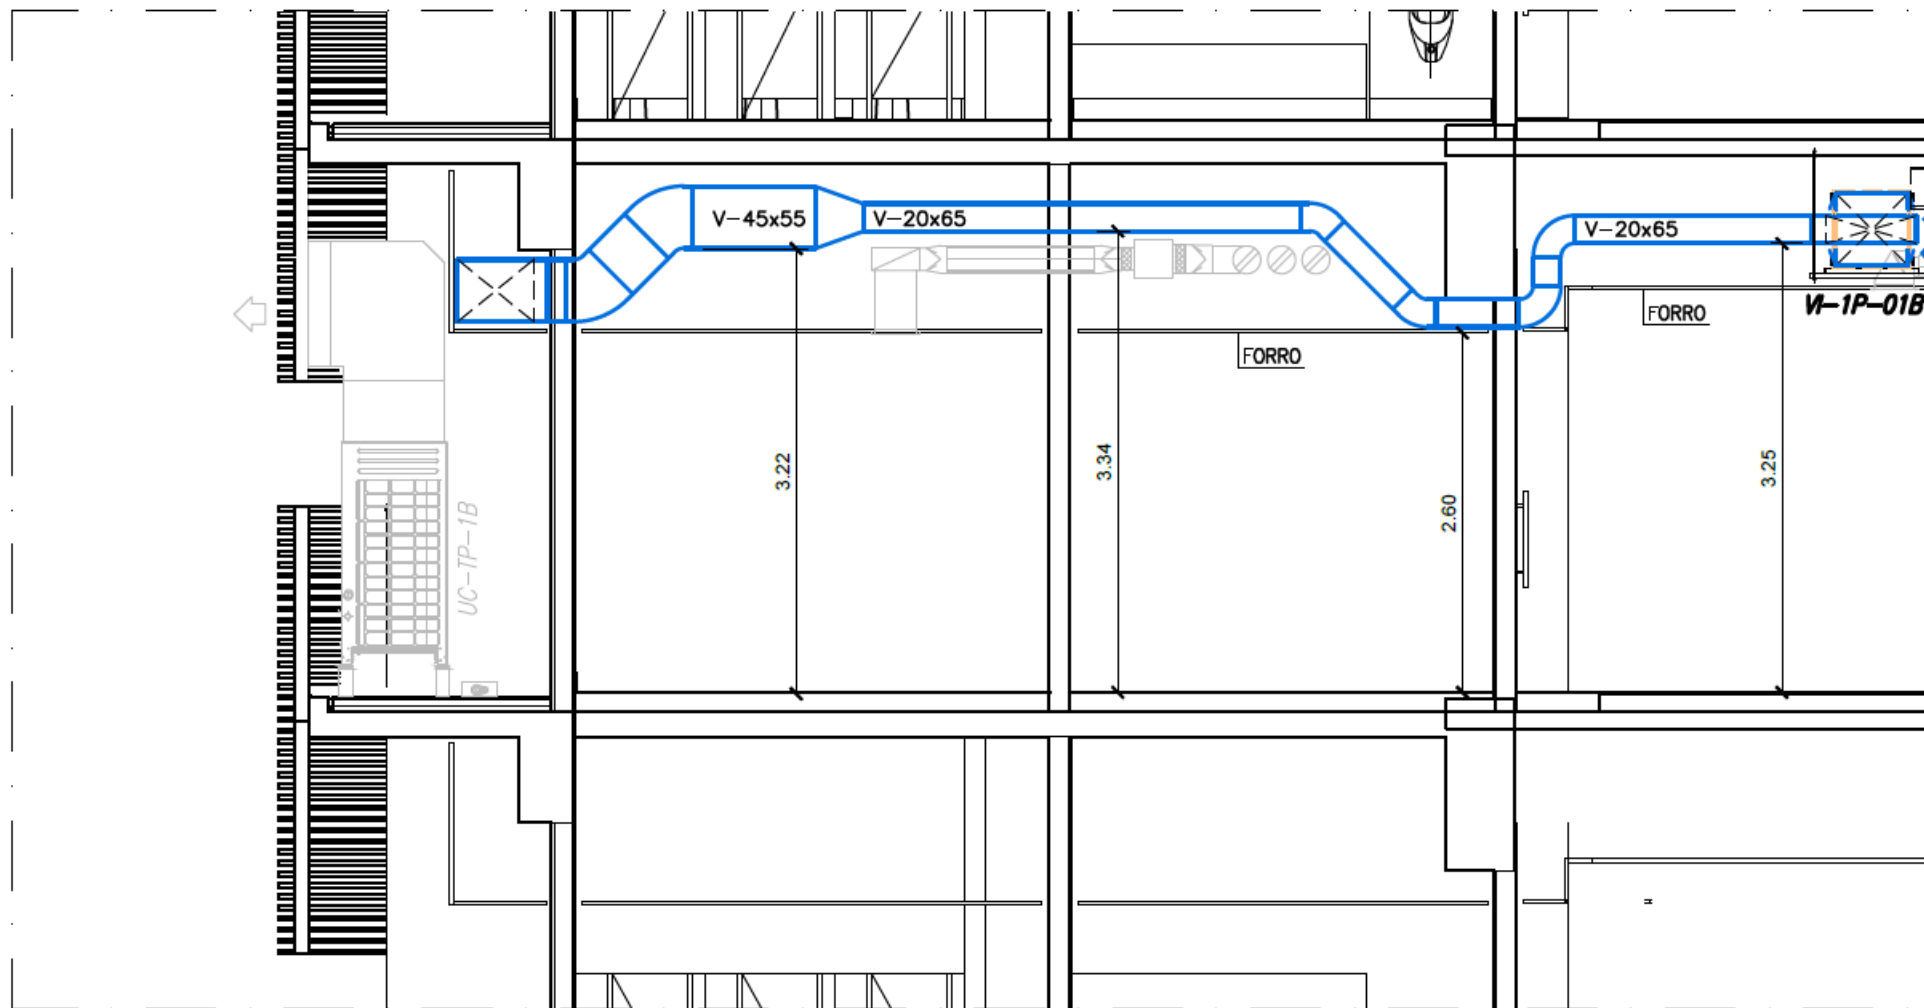 V-45x55
V-20x65
V-20x65
VI-1P-01B
FORRO
FORRO
3.22
3.34
2.60
3.25
UC-TP-1B